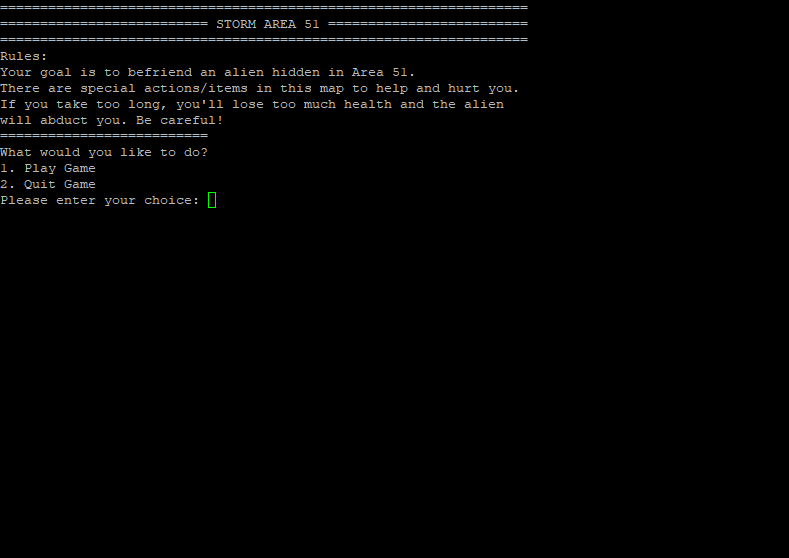 ==================================================================
========================== STORM AREA 51 =========================
==================================================================
Rules:
Your goal is to befriend an alien hidden in Area 51.
There are special actions/items in this map to help and hurt you.
If you take too long, you'll lose too much health and the alien
will abduct you. Be careful!
==========================
What would you like to do?
1. Play Game
2. Quit Game
Please enter your choice: